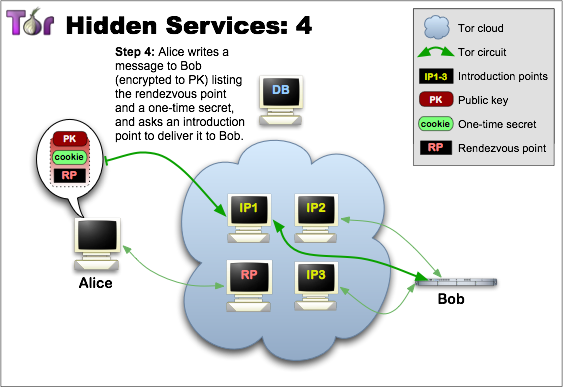 Tor Hidden Services: 4
Step 4: Alice writes a
message to Bob
(encrypted to PK) listing
the rendezvous point
and a one-time secret,
and asks an introduction
point to deliver it to Bob.
DB
Tor cloud
Tor circuit
IP1-3 Introduction points
PK Public key
cookie One-time secret
RP Rendezvous point
PK
cookie
RP
IP1
IP2
RP
IP3
Alice
Bob